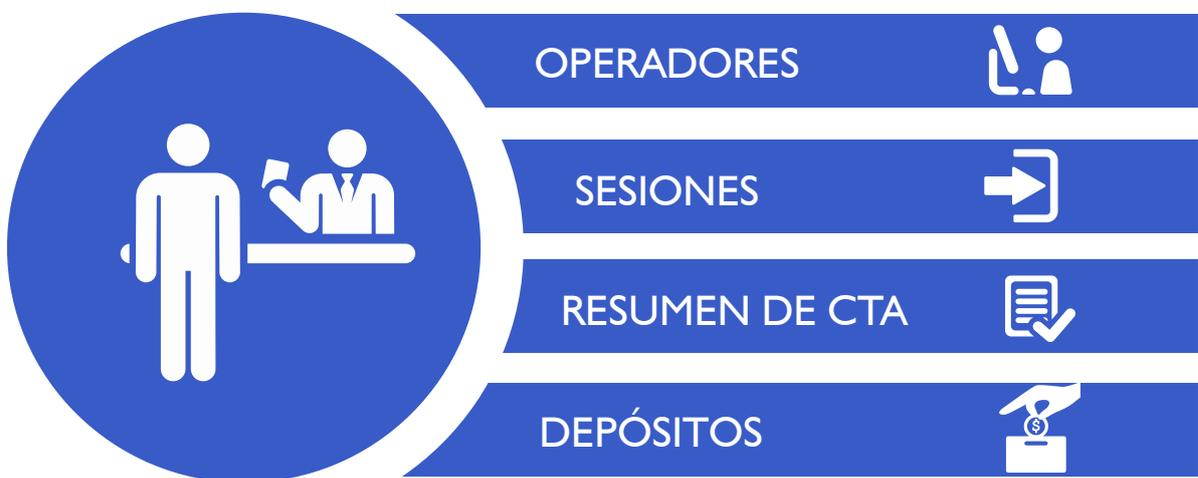 OPERADORES
SESIONES
RESUMEN DE CTA
DEPÓSITOS
$